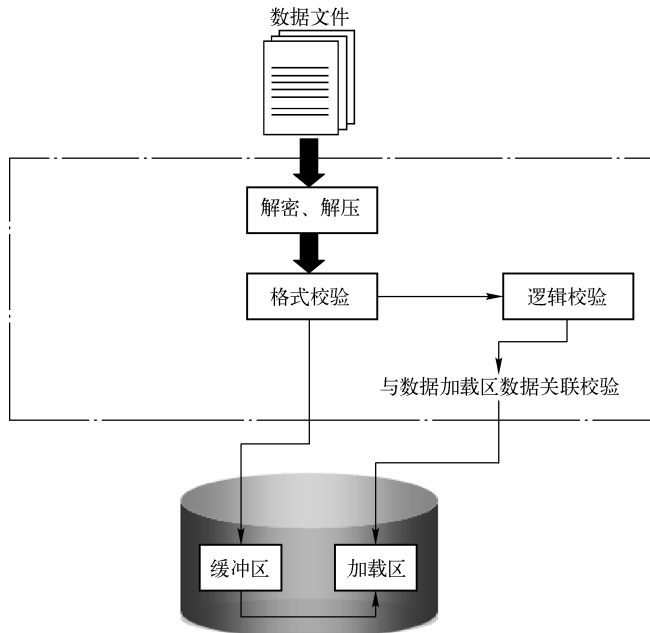 数据文件
解密、解压
格式校验
逻辑校验
与数据加载区数据关联校验
缓冲区
加载区